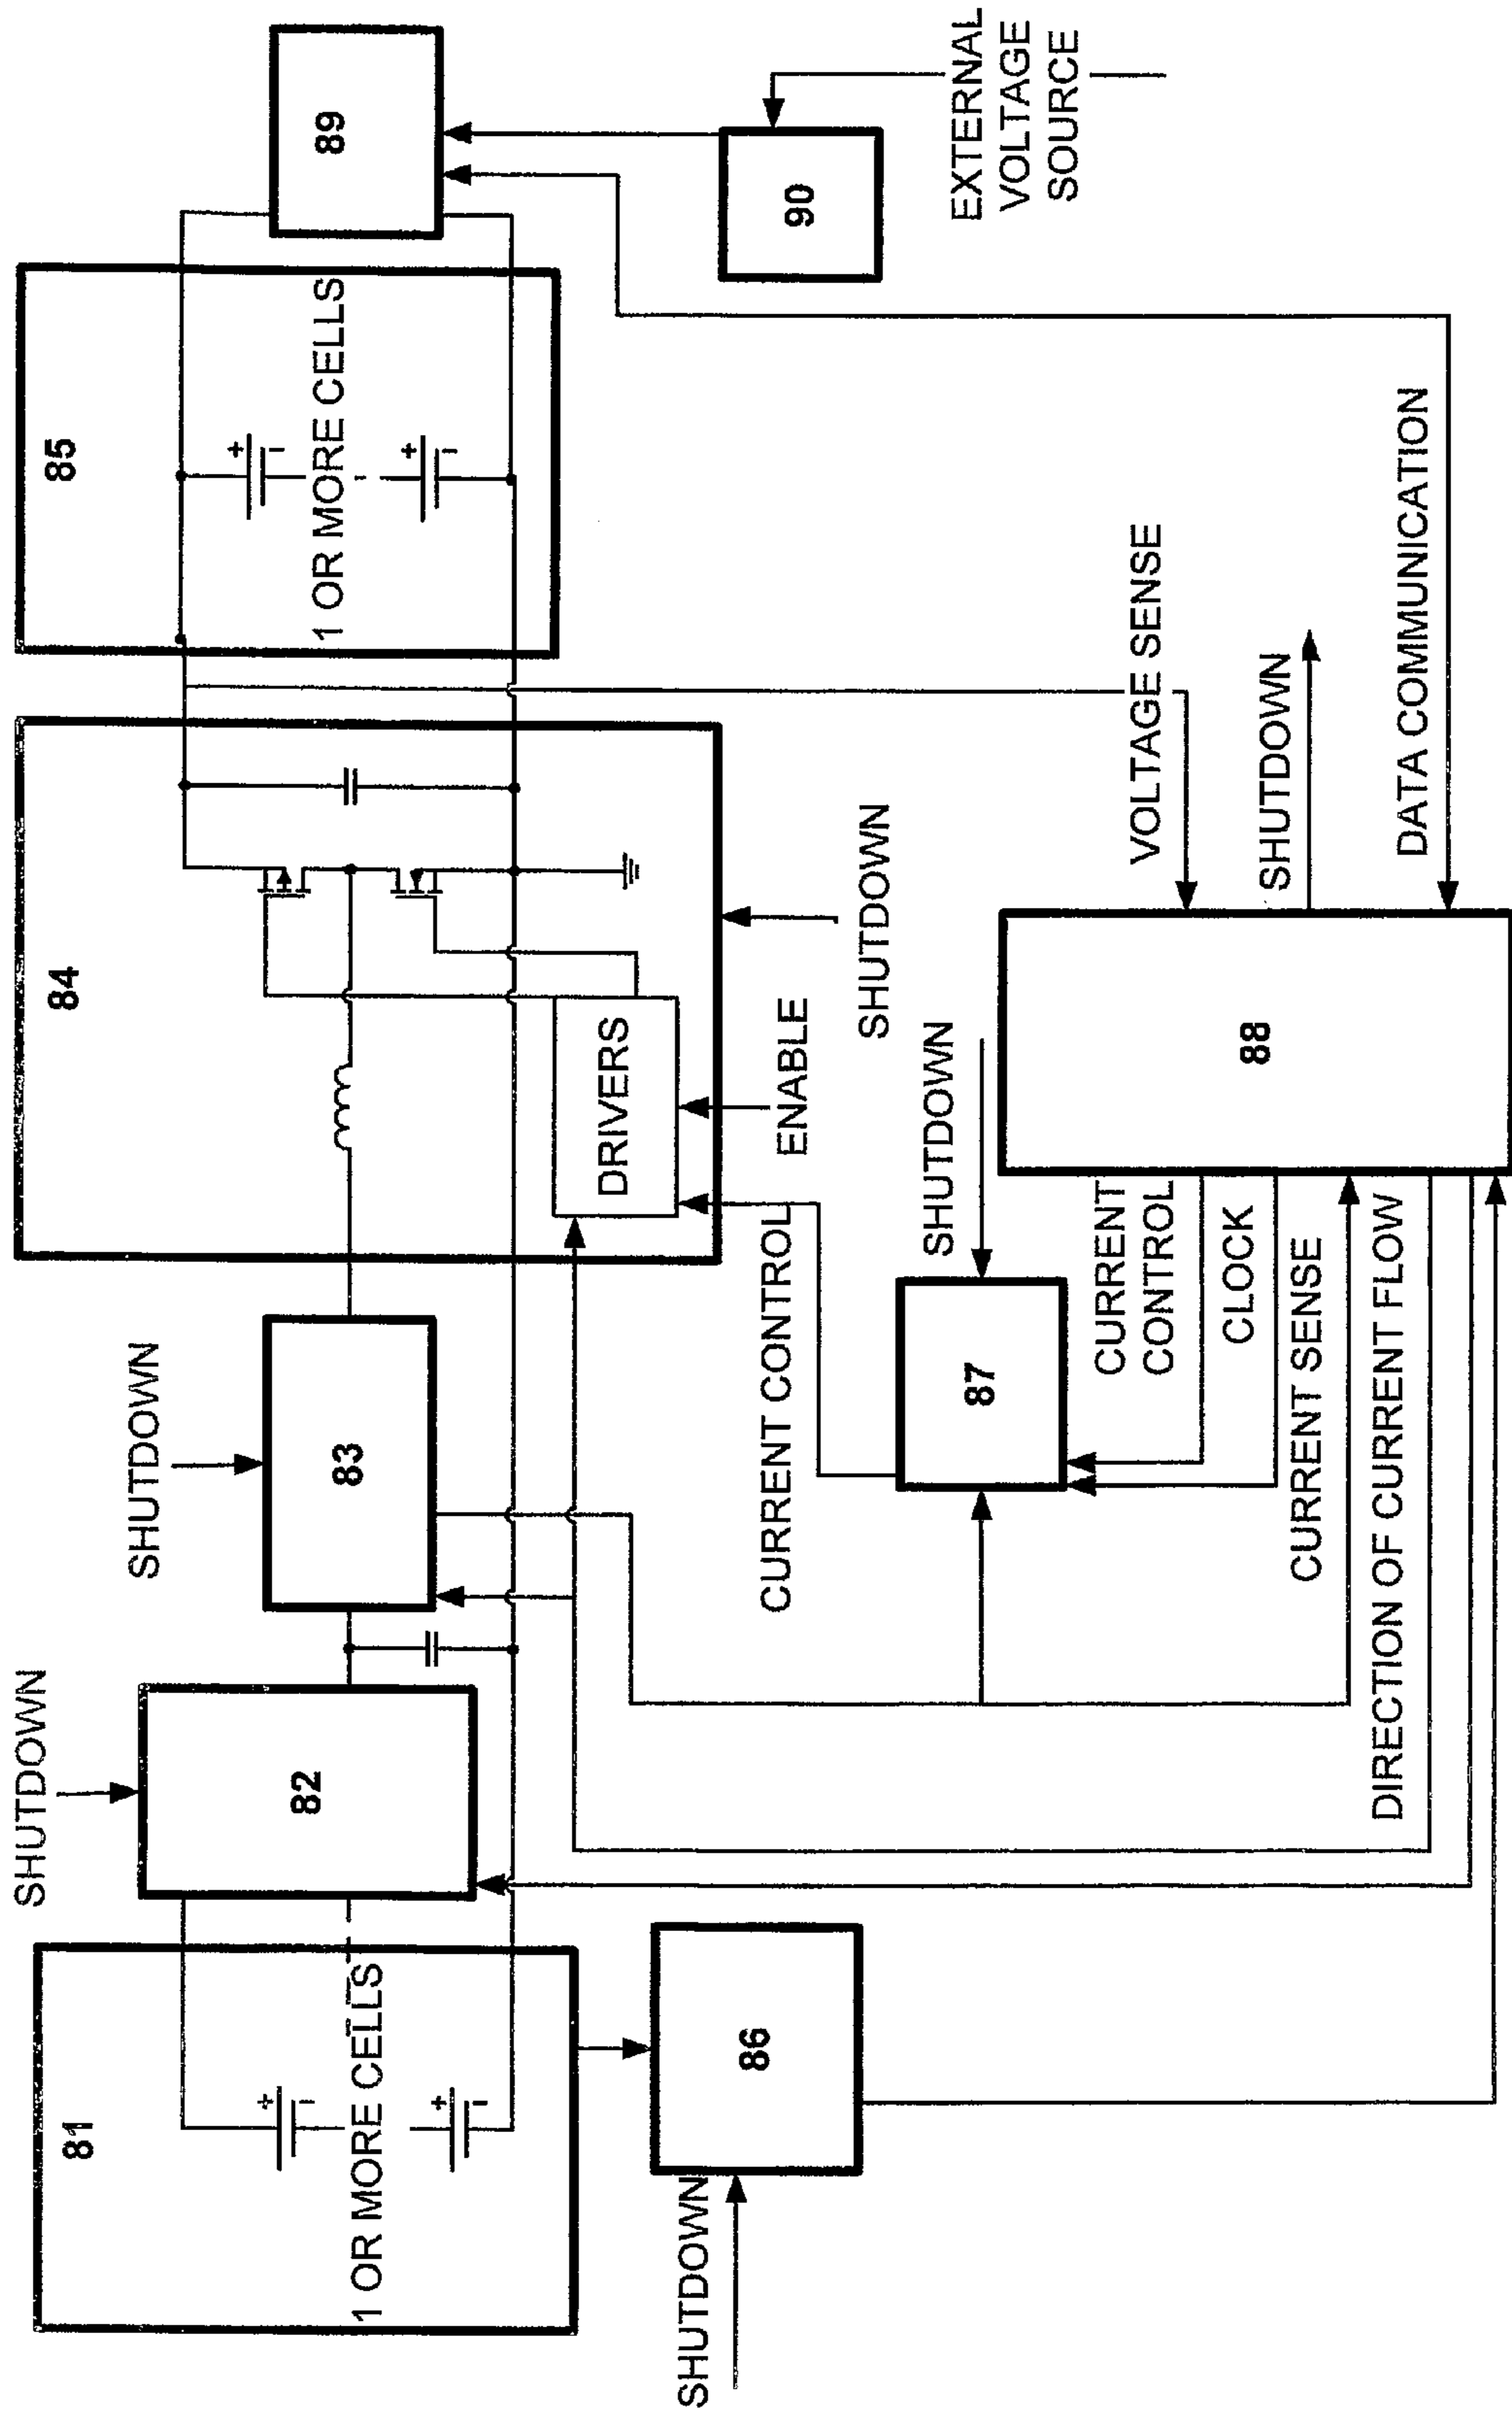 81
1 OR MORE CELLS
+
-
+
-
SHUTDOWN
86
SHUTDOWN
82
SHUTDOWN
83
84
DRIVERS
ENABLE
SHUTDOWN
CURRENT CONTROL
85
+
-
1 OR MORE CELLS
+
-
89
90
EXTERNAL
VOLTAGE
SOURCE
SHUTDOWN
87
CURRENT
CONTROL
CLOCK
CURRENT SENSE
DIRECTION OF CURRENT FLOW
88
VOLTAGE SENSE
SHUTDOWN
DATA COMMUNICATION